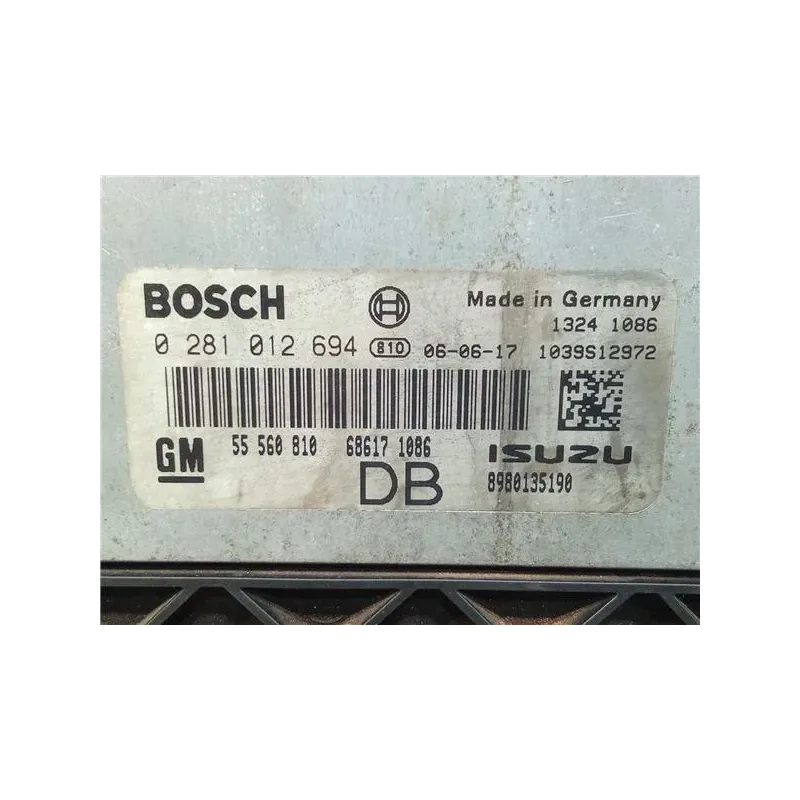 BOSCH Made in Germany
1324 1086
0 281 012 694 810 06-06-17 1039S12972
GM 55 560 810 68617 1086 ISUZU
DB 8980135190